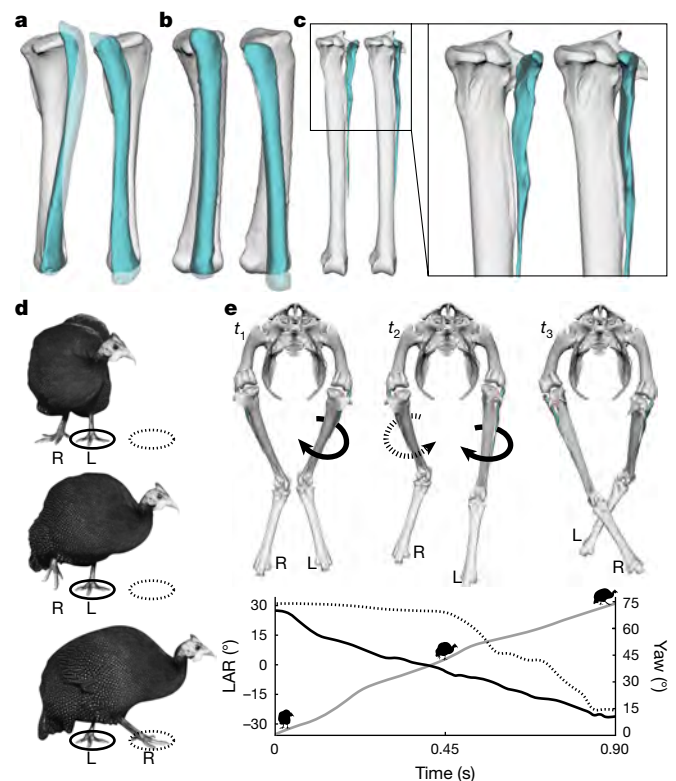 a b c
d e
t1 t2 t3
R L
R L
L R
R L
R
L
L
R
L R
30 75
15 60
0 45
−15 30
−30 15
0
LAR (°) Yaw (°)
0 0.45 0.90
Time (s)